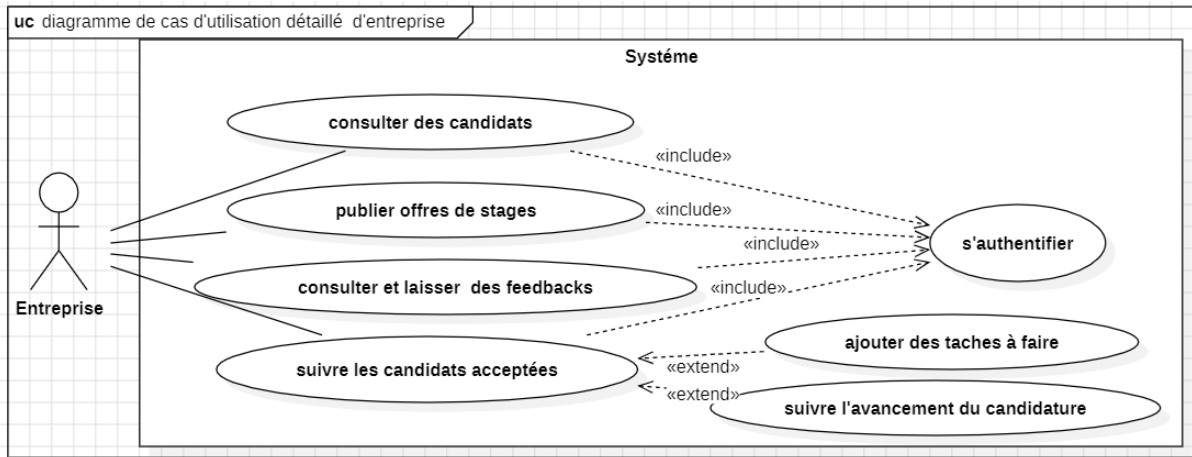 uc diagramme de cas d'utilisation détaillé d'entreprise
Systéme
consulter des candidats
«include»
publier offres de stages
«include»
s'authentifier
«include»
consulter et laisser des feedbacks
«include»
Entreprise
ajouter des taches à faire
suivre les candidats acceptées
«extend»
«extend»
suivre l'avancement du candidature